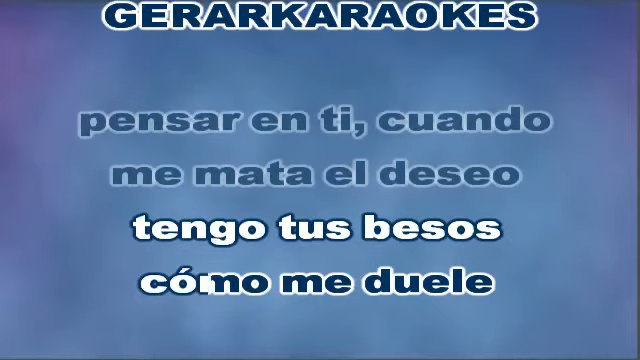 GERARKARAOKES
pensar en ti, cuando
me mata el deseo
tengo tus besos
cómo me duele